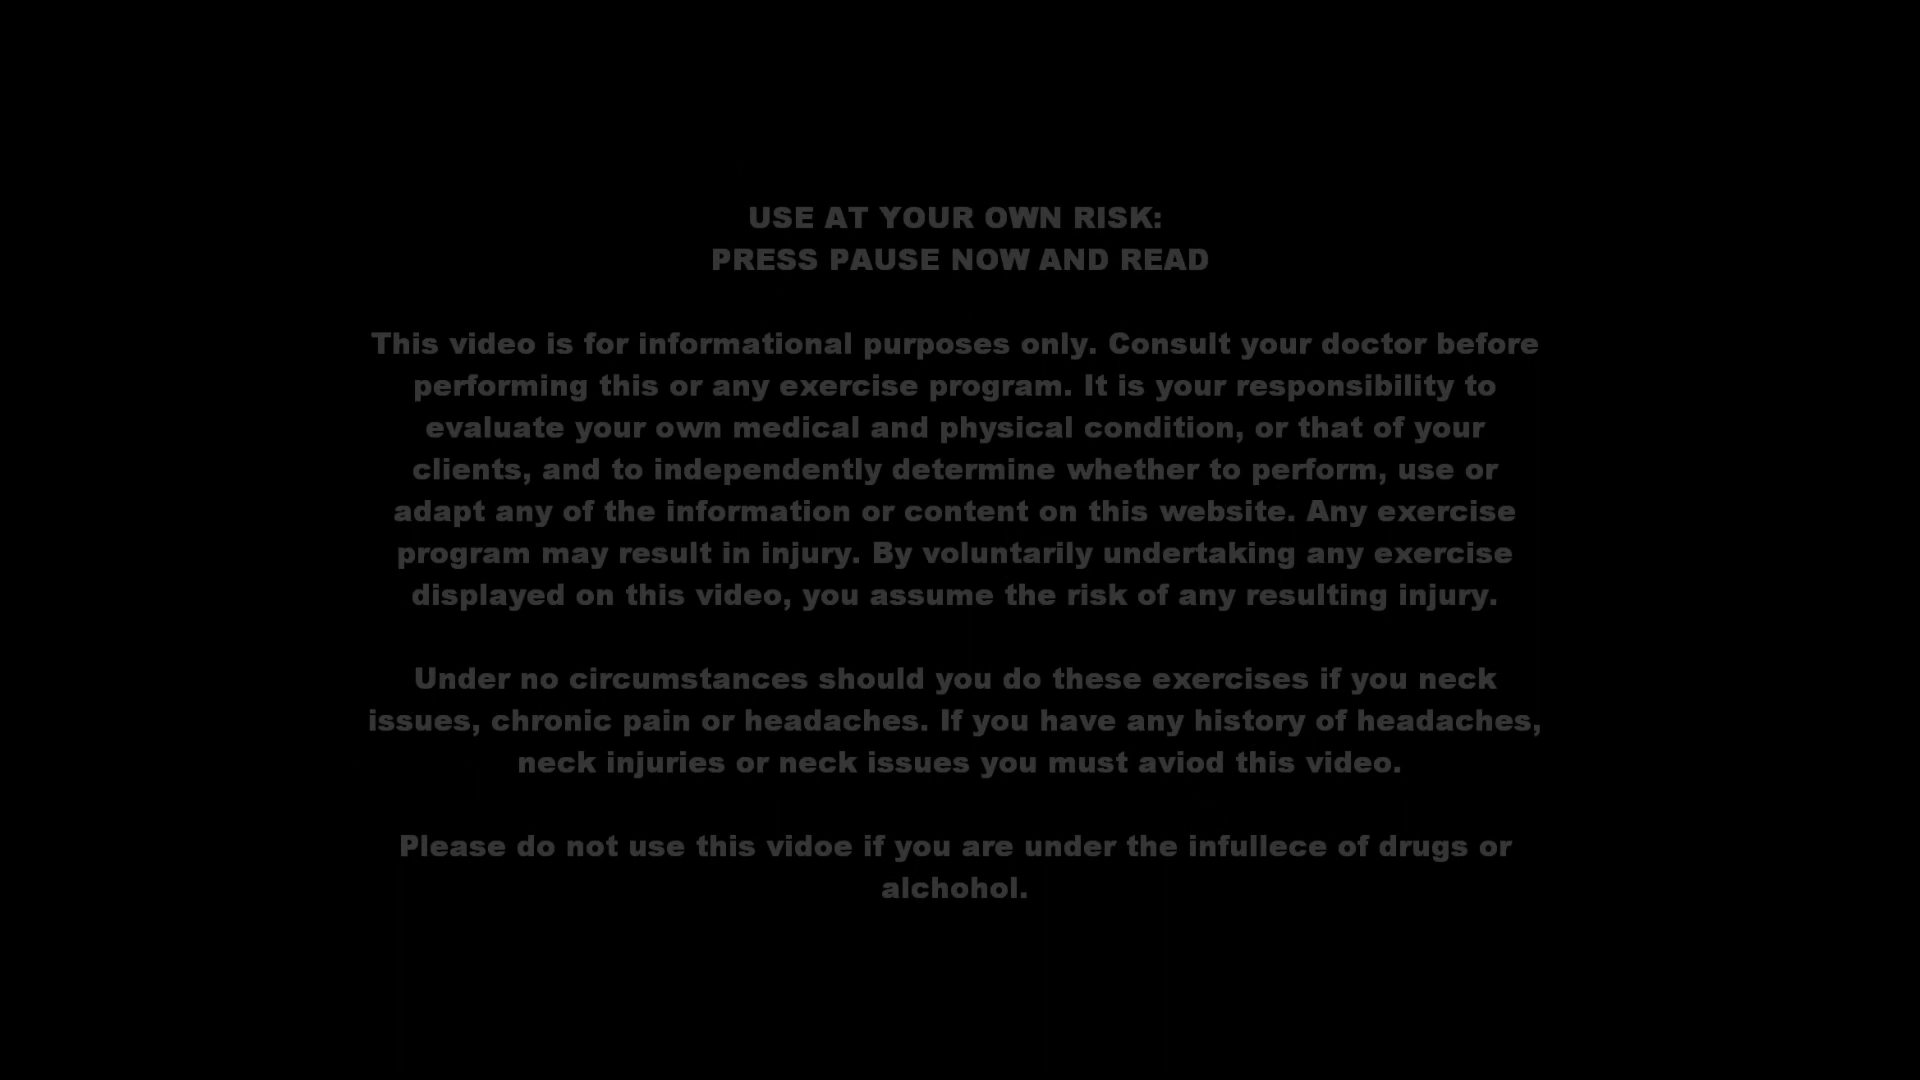 USE AT YOUR OWN RISK:
PRESS PAUSE NOW AND READ
This video is for informational purposes only. Consult your doctor before
performing this or any exercise program. It is your responsibility to
evaluate your own medical and physical condition, or that of your
clients, and to independently determine whether to perform, use or
adapt any of the information or content on this website. Any exercise
program may result in injury. By voluntarily undertaking any exercise
displayed on this video, you assume the risk of any resulting injury.
Under no circumstances should you do these exercises if you neck
issues, chronic pain or headaches. If you have any history of headaches,
neck injuries or neck issues you must aviod this video.
Please do not use this vidoe if you are under the infullece of drugs or
alchohol.